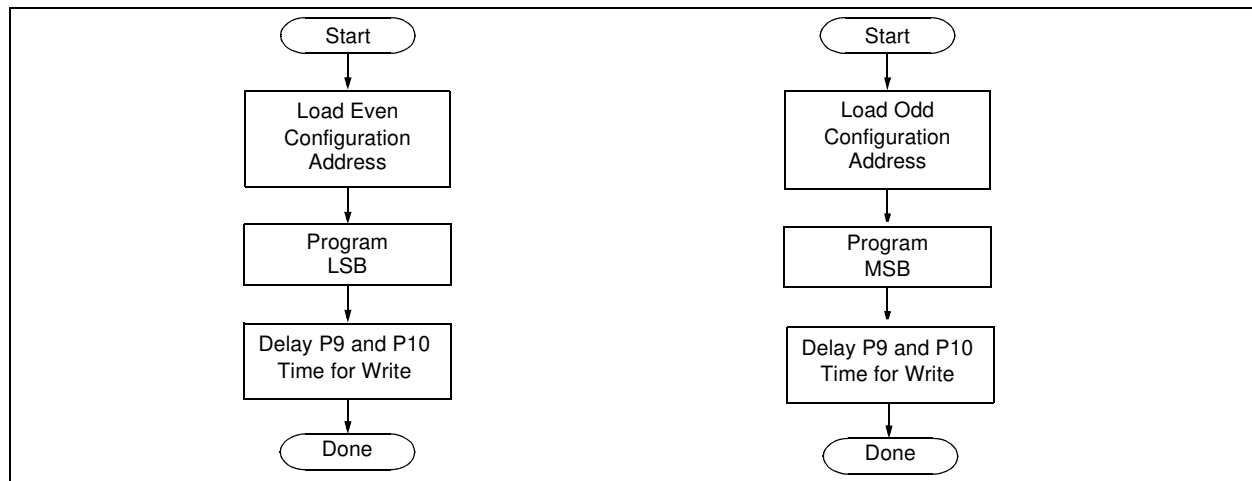 Start
Load Even
Configuration
Address
Program
LSB
Delay P9 and P10
Time for Write
Done
Start
Load Odd
Configuration
Address
Program
MSB
Delay P9 and P10
Time for Write
Done